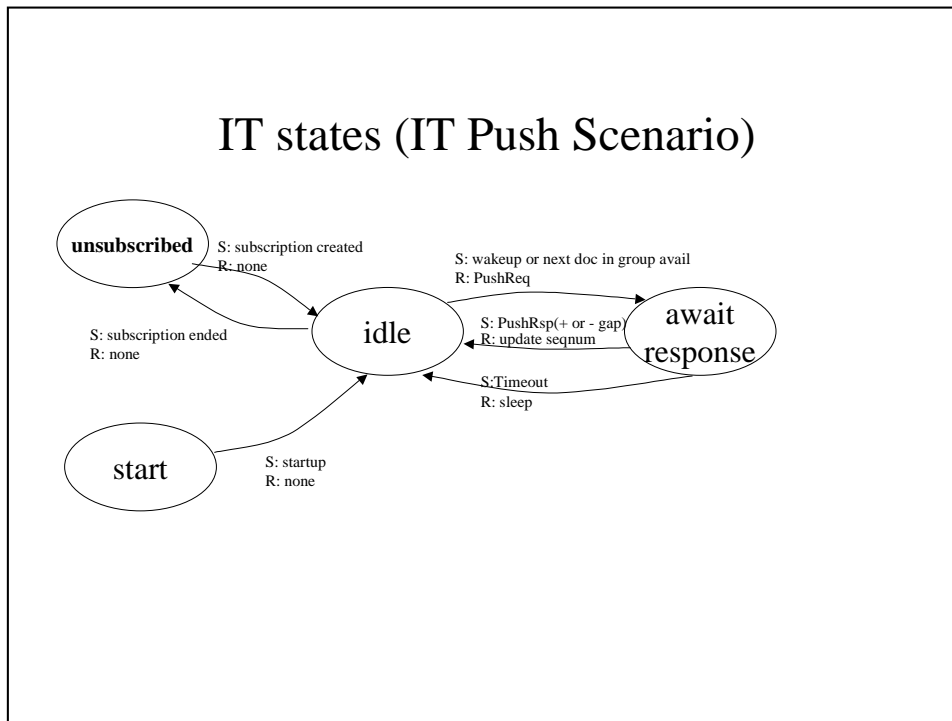 IT states (IT Push Scenario)
unsubscribed
S: subscription created
R: none
S: wakeup or next doc in group avail
R: PushReq
S: subscription ended
R: none
idle
S: PushRsp(+ or - gap)
R: update seqnum
await
response
S:Timeout
R: sleep
start
S: startup
R: none